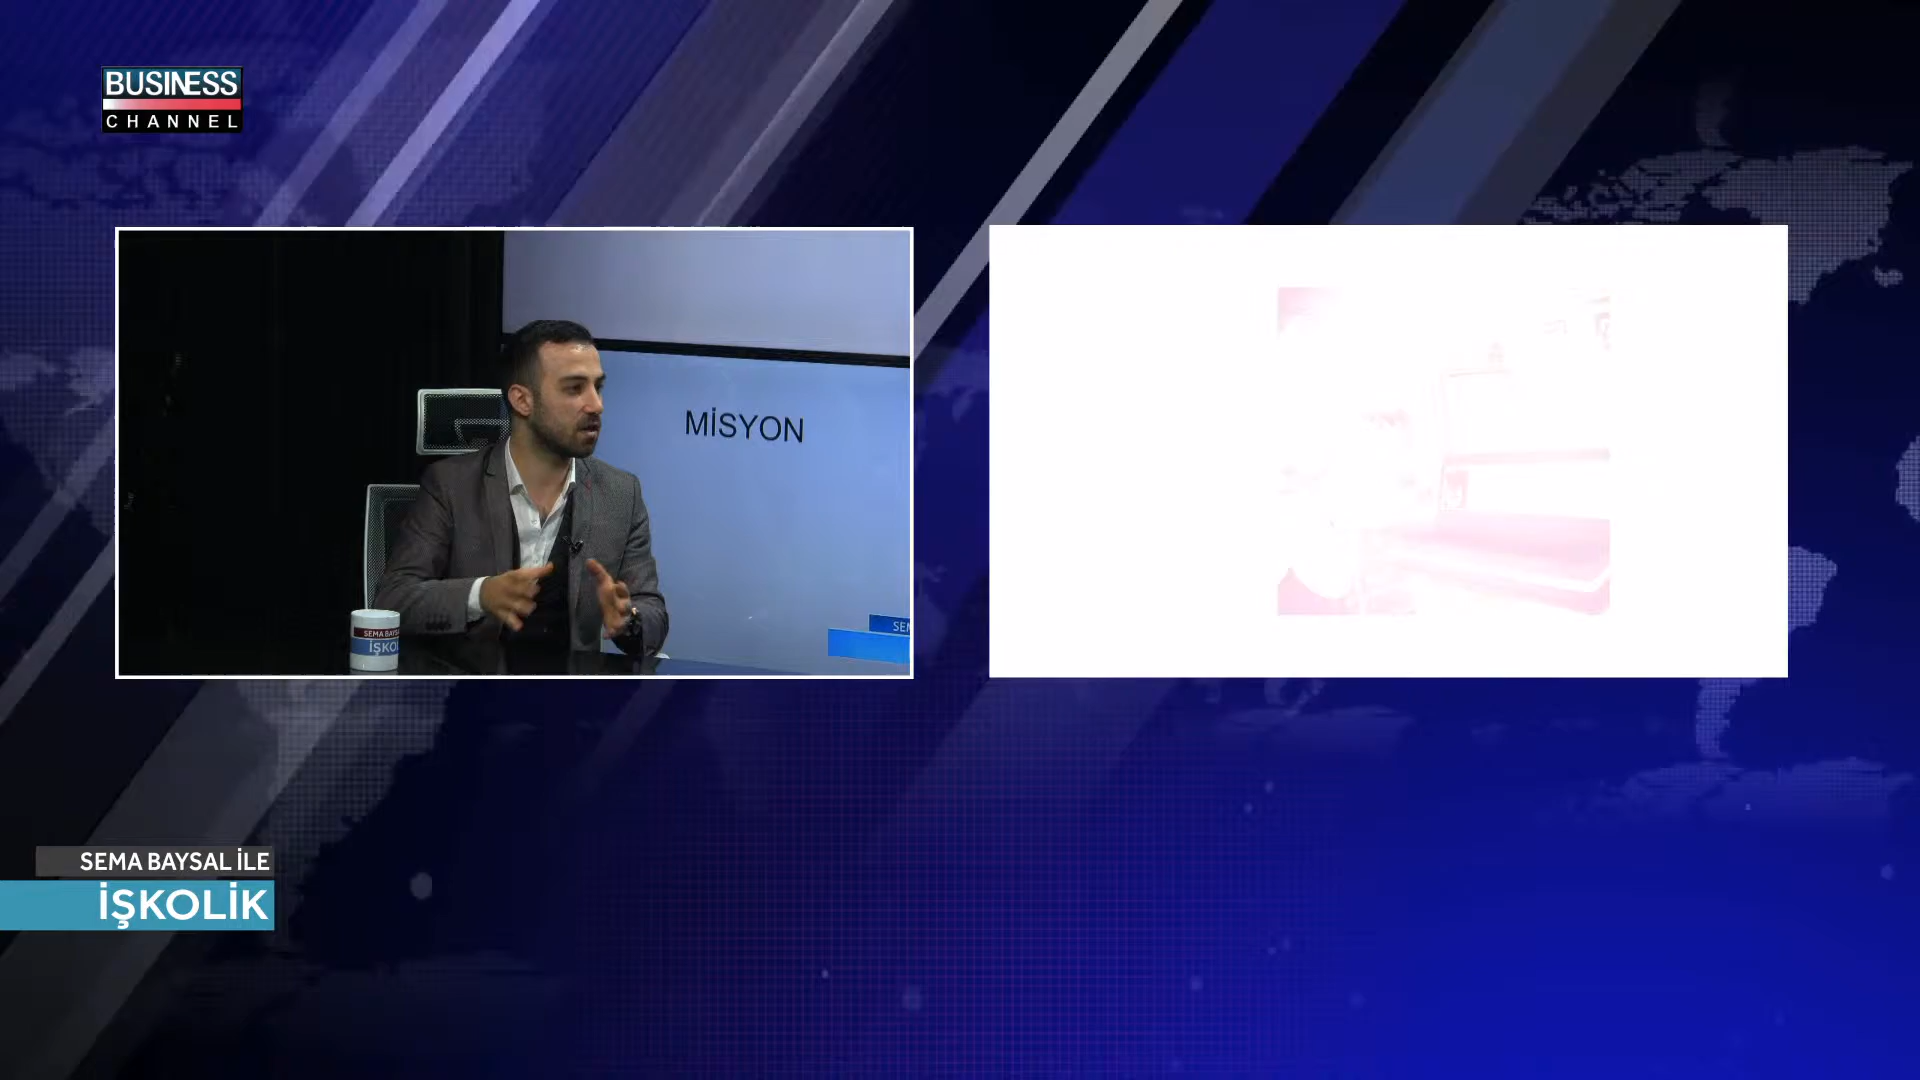 BUSINESS
CHANNEL
MİSYON
SEMA BAYSAL İLE
İŞKOLİK